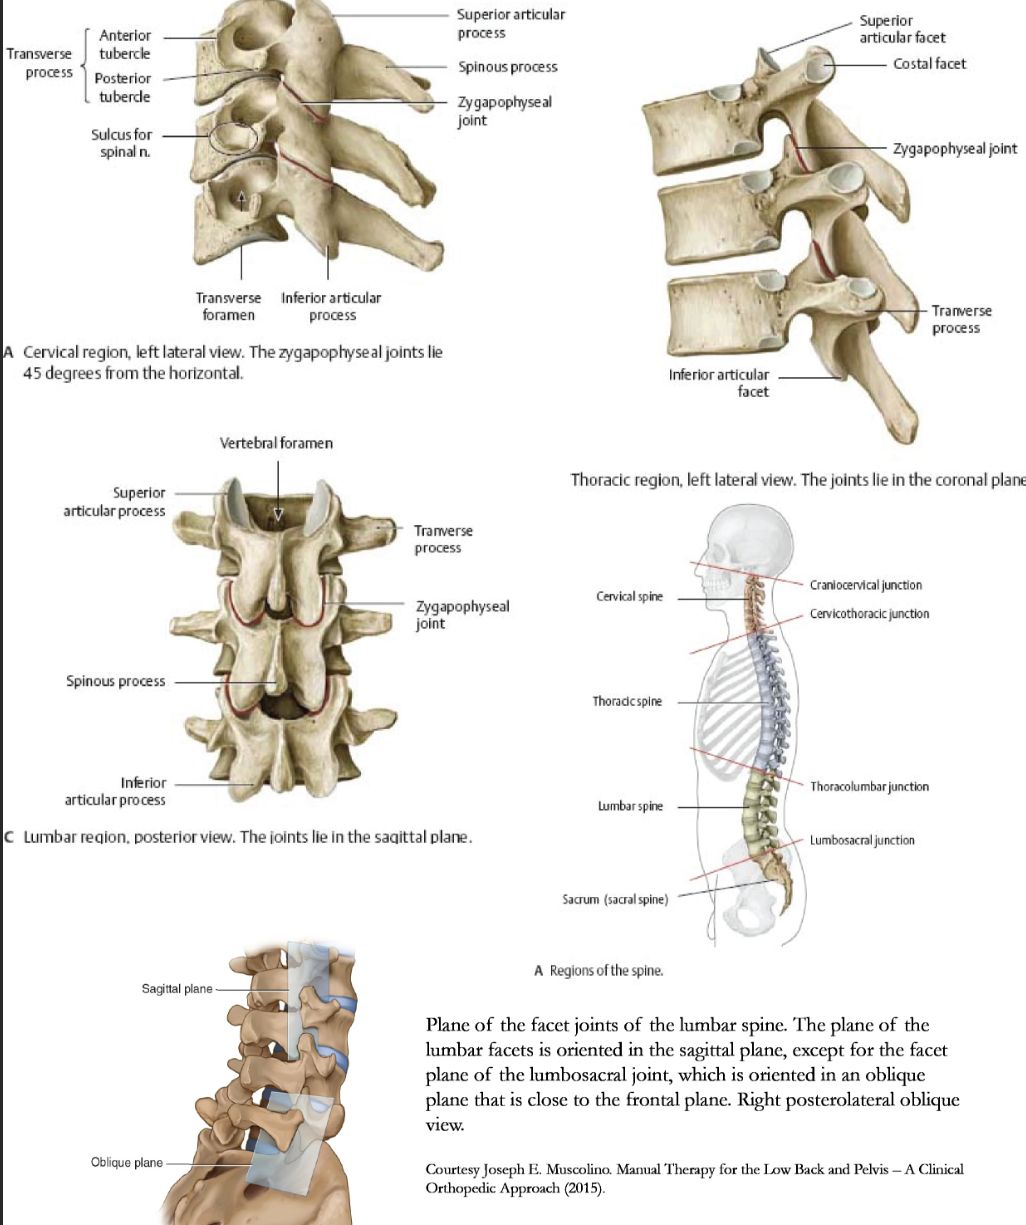 Transverse
process
Anterior
tubercle
Posterior
tubercle
Sulcus for
spinal n.
Superior articular
process
Spinous process
Zygapophyseal
joint
Transverse
foramen
Inferior articular
process
A Cervical region, left lateral view. The zygapophyseal joints lie
45 degrees from the horizontal.
Superior
articular facet
Costal facet
Zygapophyseal joint
Tranverse
process
Inferior articular
facet
Thoracic region, left lateral view. The joints lie in the coronal plane
Vertebral foramen
Superior
articular process
Tranverse
process
Zygapophyseal
joint
Spinous process
Inferior
articular process
C Lumbar region, posterior view. The joints lie in the sagittal plane.
Cervical spine
Craniocervical junction
Cervicothoracic junction
Thoracic spine
Thoracolumbar junction
Lumbar spine
Lumbosacral junction
Sacrum (sacral spine)
A Regions of the spine.
Sagittal plane
Oblique plane
Plane of the facet joints of the lumbar spine. The plane of the
lumbar facets is oriented in the sagittal plane, except for the facet
plane of the lumbosacral joint, which is oriented in an oblique
plane that is close to the frontal plane. Right posterolateral oblique
view.
Courtesy Joseph E. Muscolino. Manual Therapy for the Low Back and Pelvis – A Clinical
Orthopedic Approach (2015).